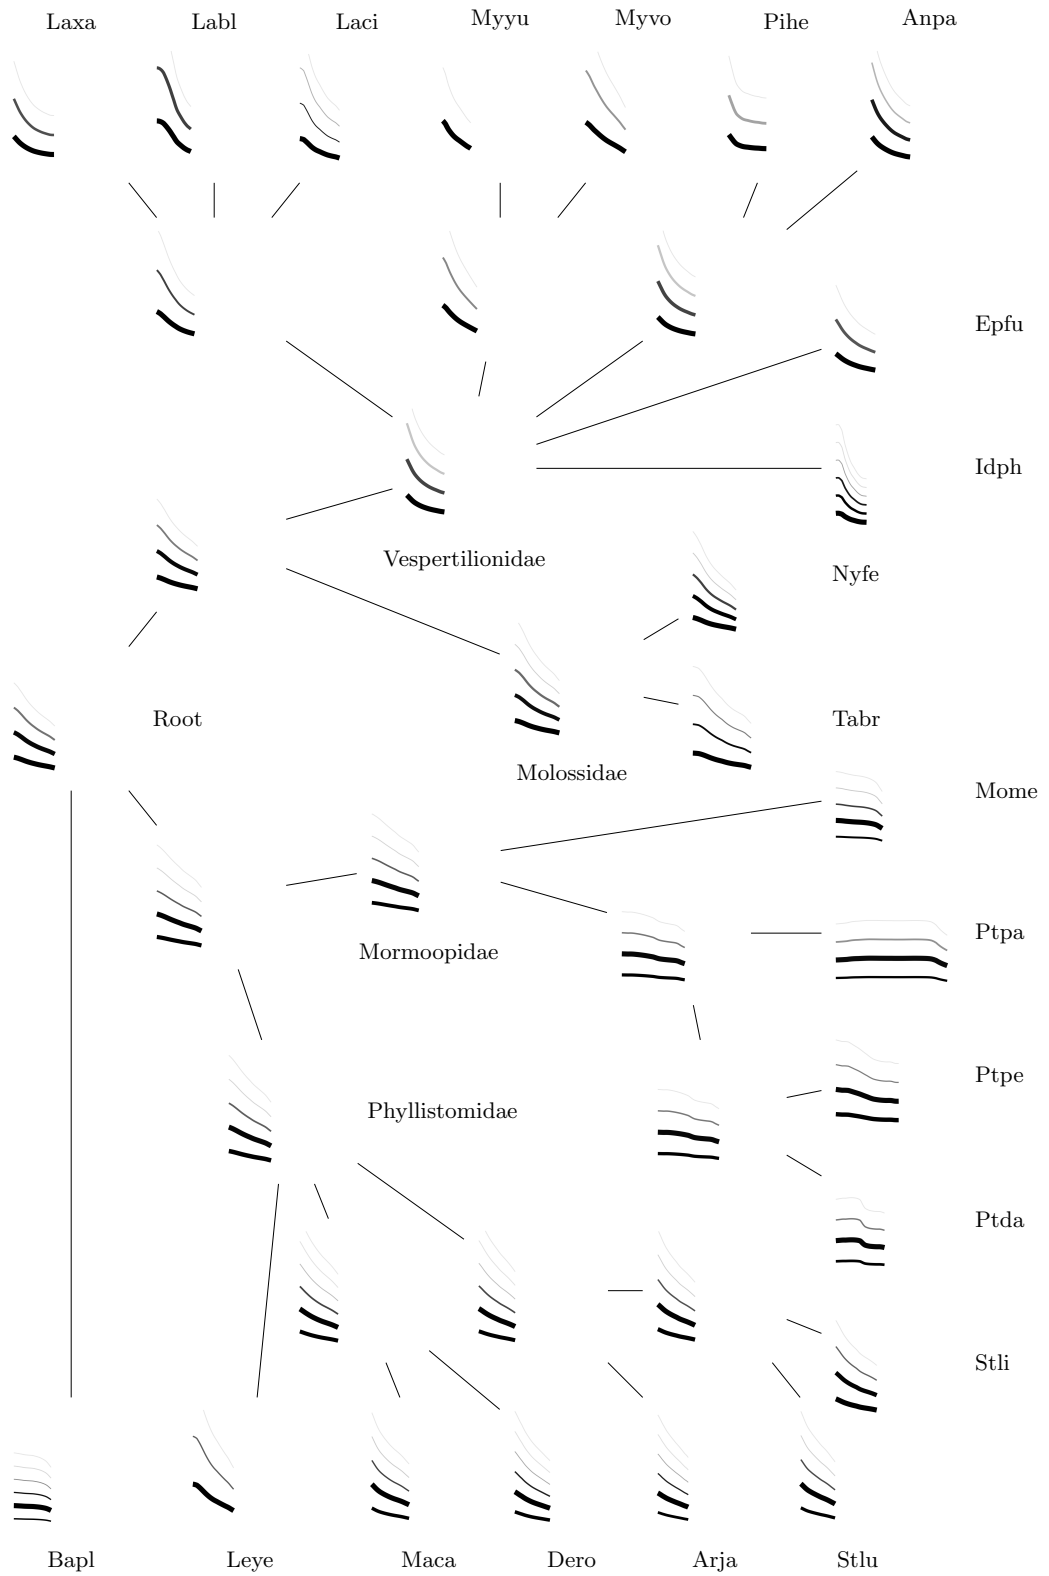 Laxa Labl Laci Myyu Myvo Pihe Anpa
Epfu
Idph
Vespertilionidae
Nyfe
Root
Tabr
Molossidae
Mome
Ptpa
Mormoopidae
Ptpe
Phyllistomidae
Ptda
Stli
Bapl Leye Maca Dero Arja Stlu